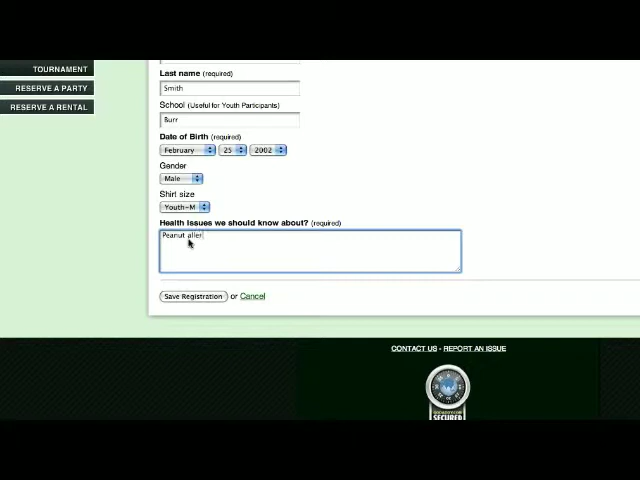 TOURNAMENT
RESERVE A PARTY
RESERVE A RENTAL
Last name (required)
Smith
School (Useful for Youth Participants)
Burr
Date of Birth (required)
February 25 2002
Gender
Male
Shirt size
Youth-M
Health Issues we should know about? (required)
Peanut aller
Save Registration or Cancel
CONTACT US - REPORT AN ISSUE
SECURED